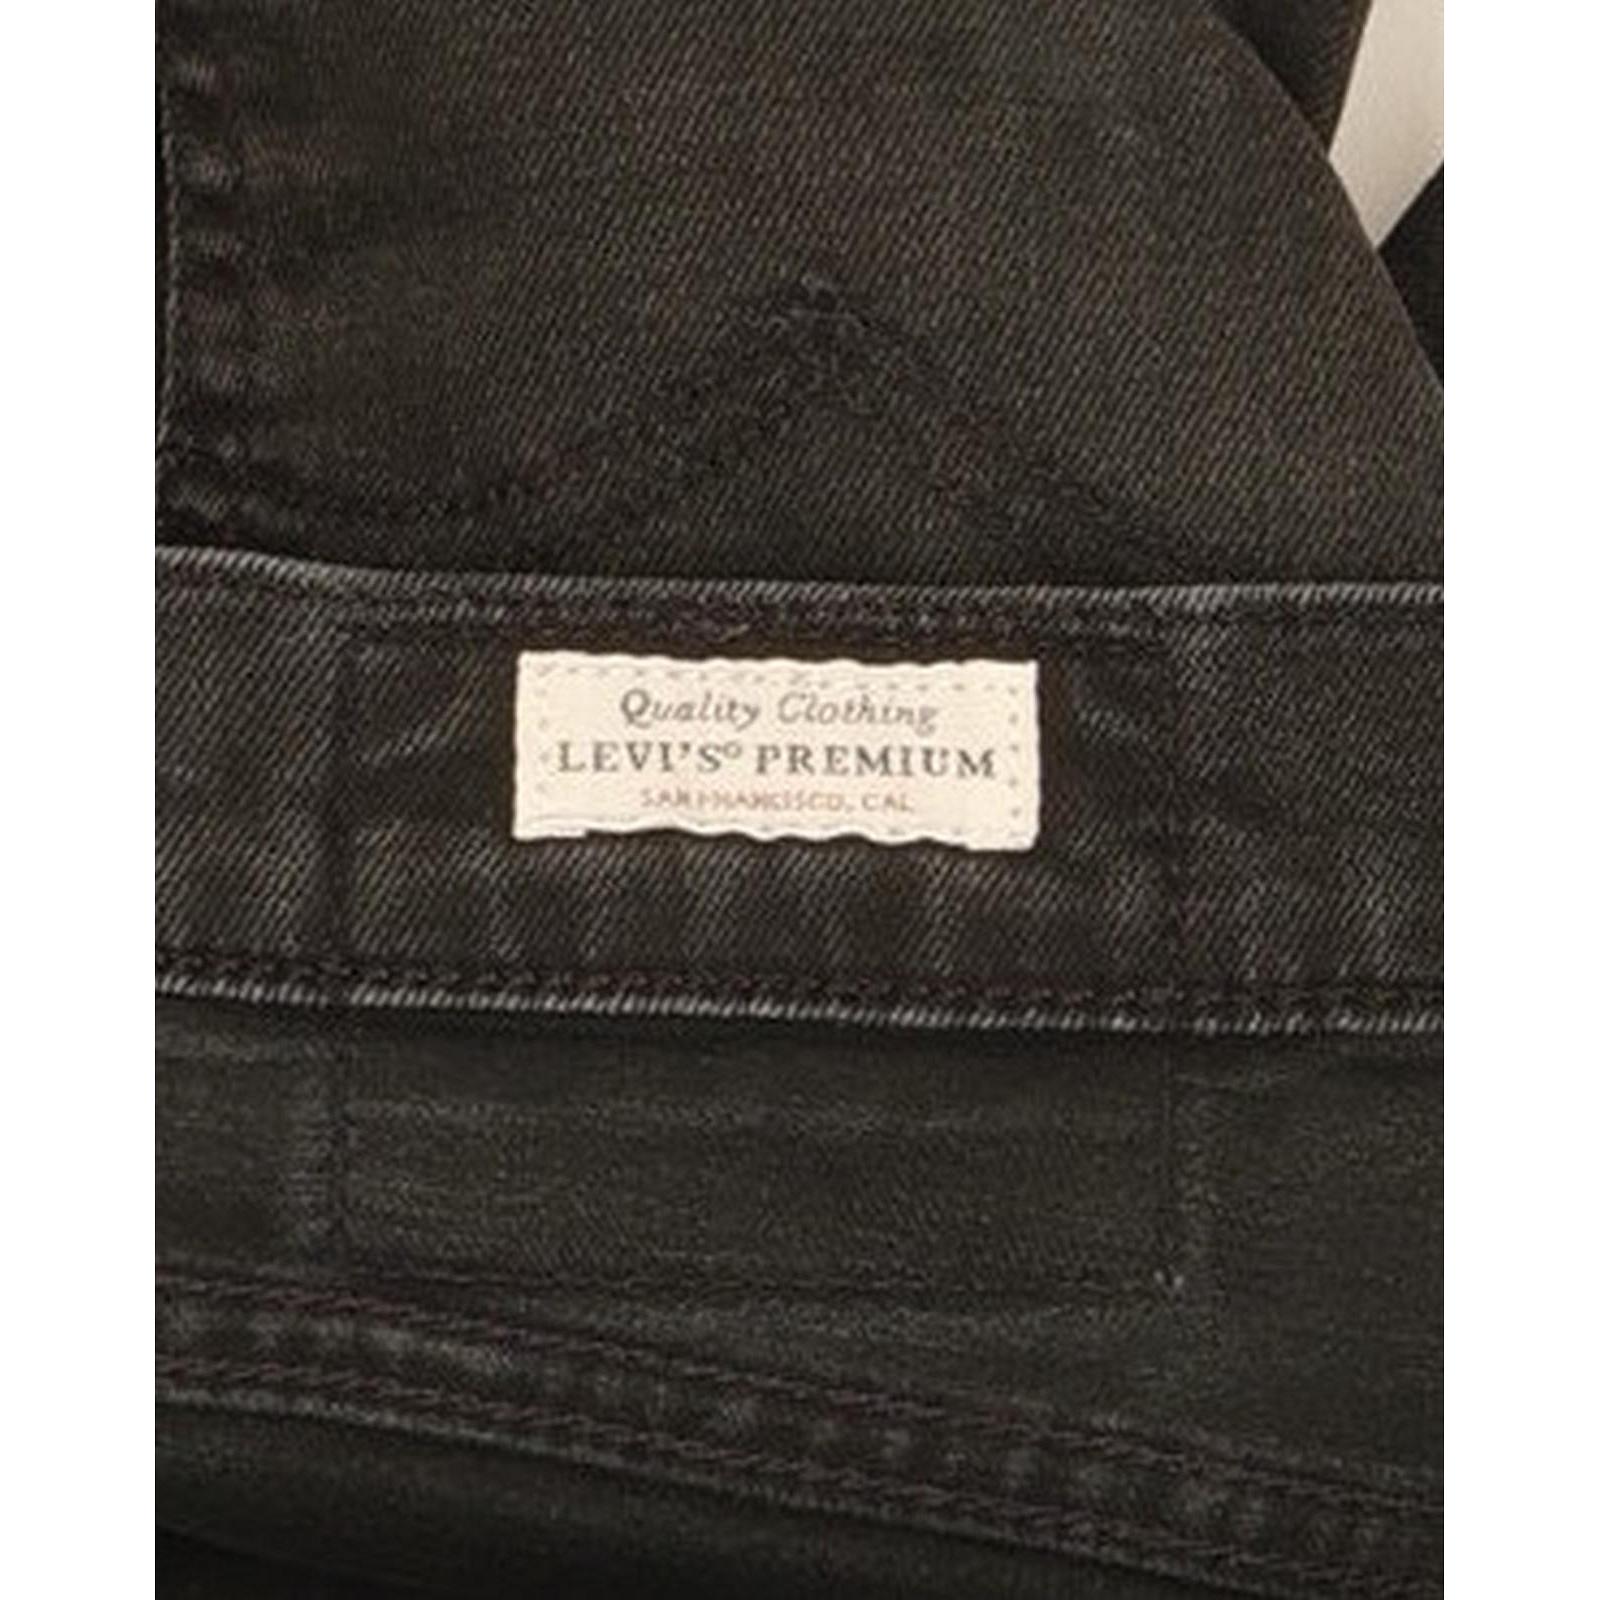 Quality Clothing
LEVI'S® PREMIUM
SAN FRANCISCO, CAL